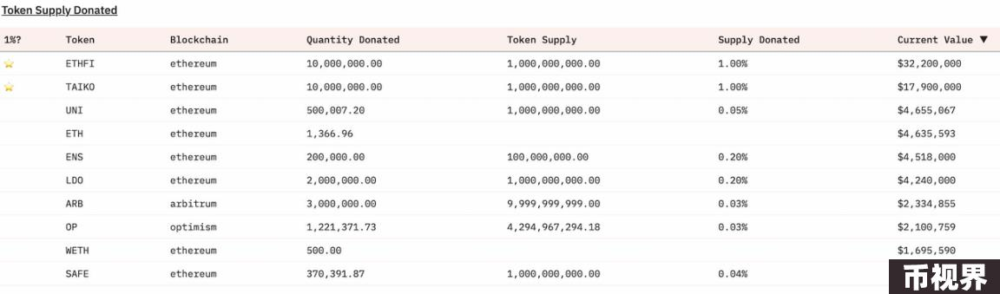 Token Supply Donated
1%? Token Blockchain Quantity Donated Token Supply Supply Donated Current Value ▼
ETHFI ethereum 10,000,000.00 1,000,000,000.00 1.00% $32,200,000
TAIKO ethereum 10,000,000.00 1,000,000,000.00 1.00% $17,900,000
UNI ethereum 500,007.20 1,000,000,000.00 0.05% $4,655,067
ETH ethereum 1,366.96 $4,635,593
ENS ethereum 200,000.00 100,000,000.00 0.20% $4,518,000
LDO ethereum 2,000,000.00 1,000,000,000.00 0.20% $4,240,000
ARB arbitrum 3,000,000.00 9,999,999,999.00 0.03% $2,334,855
OP optimism 1,221,371.73 4,294,967,294.18 0.03% $2,100,759
WETH ethereum 500.00 $1,695,590
SAFE ethereum 370,391.87 1,000,000,000.00 0.04%
币视界